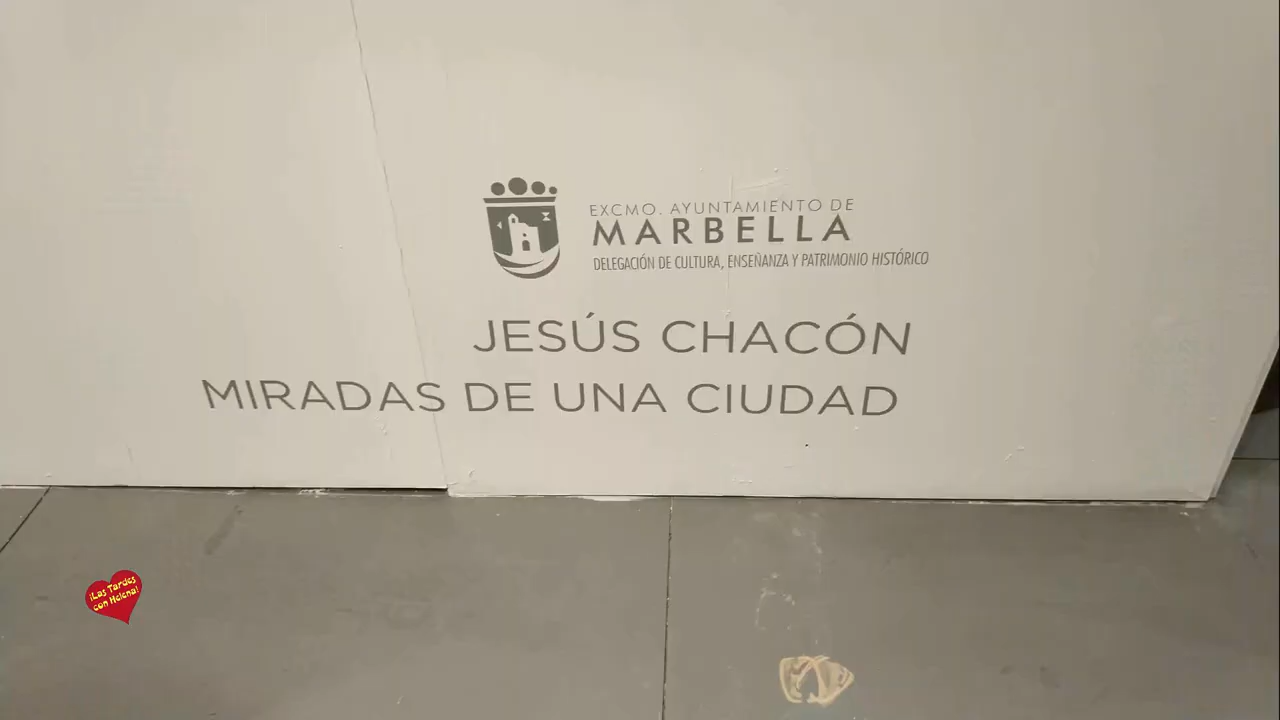 EXCMO. AYUNTAMIENTO DE
MARBELLA
DELEGACIÓN DE CULTURA, ENSEÑANZA Y PATRIMONIO HISTÓRICO
JESÚS CHACÓN
MIRADAS DE UNA CIUDAD
¡Las Tardes
con Helena!